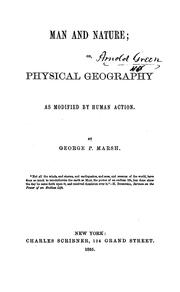 MAN AND NATURE;
OR,
Arnold Green
PHYSICAL GEOGRAPHY
AS MODIFIED BY HUMAN ACTION.
BY
GEORGE P. MARSH.
"Not all the winds, and storms, and earthquakes, and seas, and seasons of the world, have
done so much to revolutionize the earth as MAN, the power of an endless life, has done since
the day he came forth upon it, and received dominion over it."—H. BUSHNELL, Sermon on the
Power of an Endless Life.
NEW YORK:
CHARLES SCRIBNER, 124 GRAND STREET.
1865.